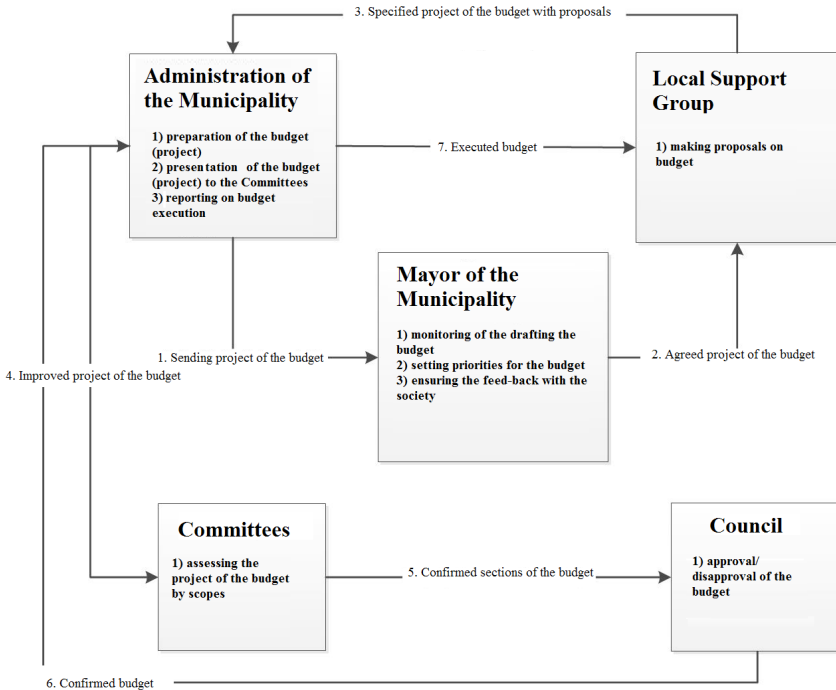 3. Specified project of the budget with proposals
Administration of
the Municipality
1) preparation of the budget
(project)
2) presentation of the budget
(project) to the Committees
3) reporting on budget
execution
7. Executed budget
Local Support
Group
1) making proposals on
budget
Mayor of the
Municipality
1) monitoring of the drafting the
budget
2) setting priorities for the budget
3) ensuring the feed-back with the
society
1. Sending project of the budget
2. Agreed project of the budget
4. Improved project of the budget
Committees
1) assessing the
project of the budget
by scopes
5. Confirmed sections of the budget
Council
1) approval/
disapproval of the
budget
6. Confirmed budget